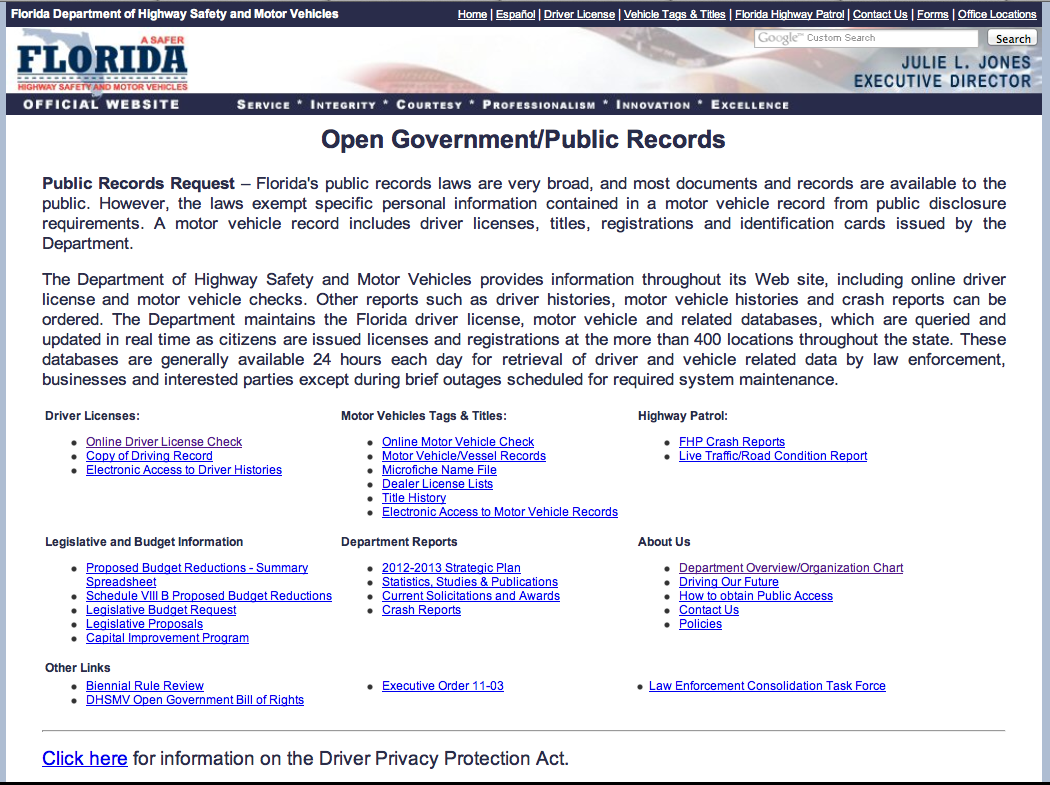 Florida Department of Highway Safety and Motor Vehicles
Home | Español | Driver License | Vehicle Tags & Titles | Florida Highway Patrol | Contact Us | Forms | Office Locations
Google™ Custom Search
Search
A SAFER
FLORIDA
HIGHWAY SAFETY AND MOTOR VEHICLES
JULIE L. JONES
EXECUTIVE DIRECTOR
OFFICIAL WEBSITE
SERVICE * INTEGRITY * COURTESY * PROFESSIONALISM * INNOVATION * EXCELLENCE
Open Government/Public Records
Public Records Request – Florida's public records laws are very broad, and most documents and records are available to the
public. However, the laws exempt specific personal information contained in a motor vehicle record from public disclosure
requirements. A motor vehicle record includes driver licenses, titles, registrations and identification cards issued by the
Department.
The Department of Highway Safety and Motor Vehicles provides information throughout its Web site, including online driver
license and motor vehicle checks. Other reports such as driver histories, motor vehicle histories and crash reports can be
ordered. The Department maintains the Florida driver license, motor vehicle and related databases, which are queried and
updated in real time as citizens are issued licenses and registrations at the more than 400 locations throughout the state. These
databases are generally available 24 hours each day for retrieval of driver and vehicle related data by law enforcement,
businesses and interested parties except during brief outages scheduled for required system maintenance.
Driver Licenses:
Online Driver License Check
Copy of Driving Record
Electronic Access to Driver Histories
Motor Vehicles Tags & Titles:
Online Motor Vehicle Check
Motor Vehicle/Vessel Records
Microfiche Name File
Dealer License Lists
Title History
Electronic Access to Motor Vehicle Records
Highway Patrol:
FHP Crash Reports
Live Traffic/Road Condition Report
Legislative and Budget Information
Proposed Budget Reductions - Summary
Spreadsheet
Schedule VIII B Proposed Budget Reductions
Legislative Budget Request
Legislative Proposals
Capital Improvement Program
Department Reports
2012-2013 Strategic Plan
Statistics, Studies & Publications
Current Solicitations and Awards
Crash Reports
About Us
Department Overview/Organization Chart
Driving Our Future
How to obtain Public Access
Contact Us
Policies
Other Links
Biennial Rule Review
DHSMV Open Government Bill of Rights
Executive Order 11-03
Law Enforcement Consolidation Task Force
Click here for information on the Driver Privacy Protection Act.